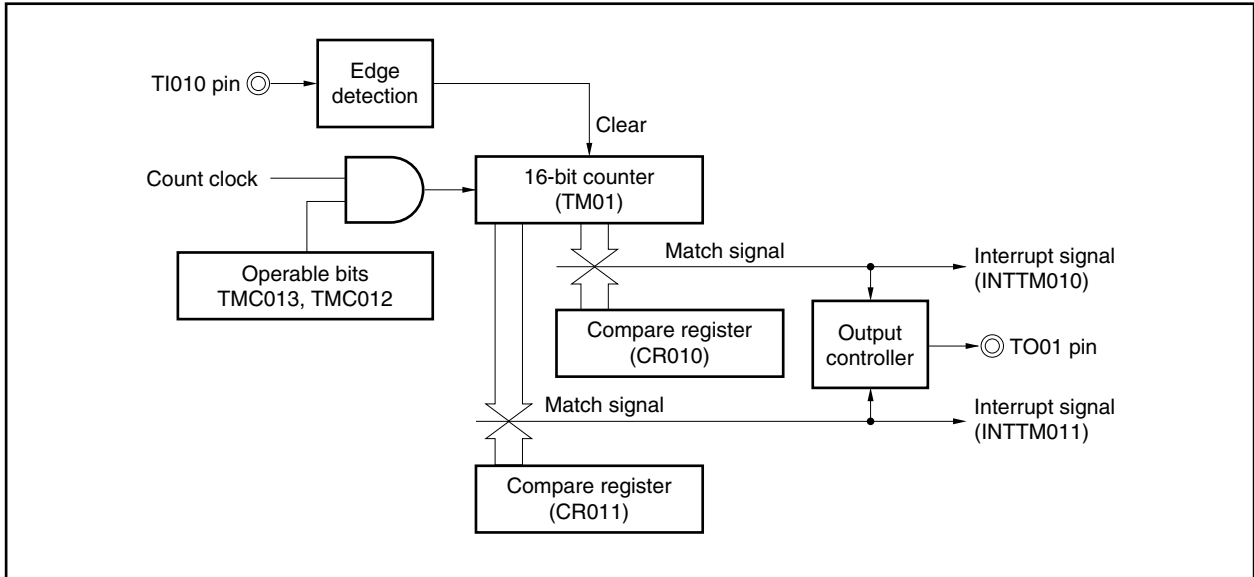 TI010 pin
Edge
detection
Clear
Count clock
16-bit counter
(TM01)
Operable bits
TMC013, TMC012
Match signal
Interrupt signal
(INTTM010)
Compare register
(CR010)
Output
controller
TO01 pin
Match signal
Interrupt signal
(INTTM011)
Compare register
(CR011)